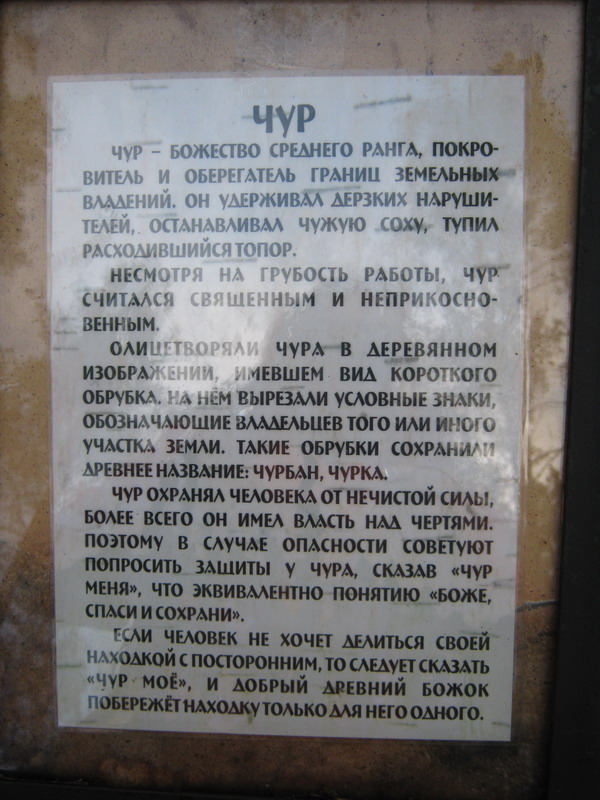 ЧУР
ЧУР – БОЖЕСТВО СРЕДНЕГО РАНГА, ПОКРО-
ВИТЕЛЬ И ОБЕРЕГАТЕЛЬ ГРАНИЦ ЗЕМЕЛЬНЫХ
ВЛАДЕНИЙ. ОН УДЕРЖИВАЛ ДЕРЗКИХ НАРУШИ-
ТЕЛЕЙ, ОСТАНАВЛИВАЛ ЧУЖУЮ СОХУ, ТУПИЛ
РАСХОДИВШИЙСЯ ТОПОР.
НЕСМОТРЯ НА ГРУБОСТЬ РАБОТЫ, ЧУР
СЧИТАЛСЯ СВЯЩЕННЫМ И НЕПРИКОСНО-
ВЕННЫМ.
ОЛИЦЕТВОРЯЛИ ЧУРА В ДЕРЕВЯННОМ
ИЗОБРАЖЕНИИ, ИМЕВШЕМ ВИД КОРОТКОГО
ОБРУБКА. НА НЁМ ВЫРЕЗАЛИ УСЛОВНЫЕ ЗНАКИ,
ОБОЗНАЧАЮЩИЕ ВЛАДЕЛЬЦЕВ ТОГО ИЛИ ИНОГО
УЧАСТКА ЗЕМЛИ. ТАКИЕ ОБРУБКИ СОХРАНИЛИ
ДРЕВНЕЕ НАЗВАНИЕ: ЧУРБАН, ЧУРКА.
ЧУР ОХРАНЯЛ ЧЕЛОВЕКА ОТ НЕЧИСТОЙ СИЛЫ,
БОЛЕЕ ВСЕГО ОН ИМЕЛ ВЛАСТЬ НАД ЧЕРТЯМИ.
ПОЭТОМУ В СЛУЧАЕ ОПАСНОСТИ СОВЕТУЮТ
ПОПРОСИТЬ ЗАЩИТЫ У ЧУРА, СКАЗАВ «ЧУР
МЕНЯ», ЧТО ЭКВИВАЛЕНТНО ПОНЯТИЮ «БОЖЕ,
СПАСИ И СОХРАНИ».
ЕСЛИ ЧЕЛОВЕК НЕ ХОЧЕТ ДЕЛИТЬСЯ СВОЕЙ
НАХОДКОЙ С ПОСТОРОННИМ, ТО СЛЕДУЕТ СКАЗАТЬ
«ЧУР МОЁ», И ДОБРЫЙ ДРЕВНИЙ БОЖОК
ПОБЕРЕЖЁТ НАХОДКУ ТОЛЬКО ДЛЯ НЕГО ОДНОГО.